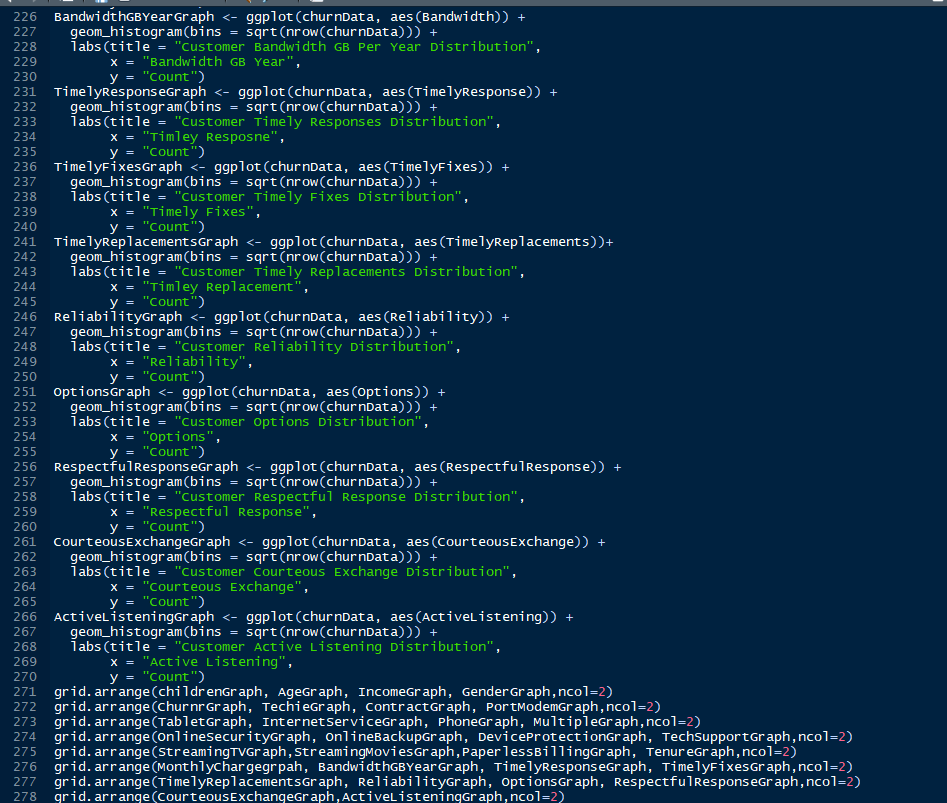 226 BandwidthGBYearGraph <- ggplot(churnData, aes(Bandwidth)) +
227   geom_histogram(bins = sqrt(nrow(churnData))) +
228   labs(title = "Customer Bandwidth GB Per Year Distribution",
229        x = "Bandwidth GB Year",
230        y = "Count")
231 TimelyResponseGraph <- ggplot(churnData, aes(TimelyResponse)) +
232   geom_histogram(bins = sqrt(nrow(churnData))) +
233   labs(title = "Customer Timely Responses Distribution",
234        x = "Timley Resposne",
235        y = "Count")
236 TimelyFixesGraph <- ggplot(churnData, aes(TimelyFixes)) +
237   geom_histogram(bins = sqrt(nrow(churnData))) +
238   labs(title = "Customer Timely Fixes Distribution",
239        x = "Timely Fixes",
240        y = "Count")
241 TimelyReplacementsGraph <- ggplot(churnData, aes(TimelyReplacements))+
242   geom_histogram(bins = sqrt(nrow(churnData))) +
243   labs(title = "Customer Timely Replacements Distribution",
244        x = "Timley Replacement",
245        y = "Count")
246 ReliabilityGraph <- ggplot(churnData, aes(Reliability)) +
247   geom_histogram(bins = sqrt(nrow(churnData))) +
248   labs(title = "Customer Reliability Distribution",
249        x = "Reliability",
250        y = "Count")
251 OptionsGraph <- ggplot(churnData, aes(Options)) +
252   geom_histogram(bins = sqrt(nrow(churnData))) +
253   labs(title = "Customer Options Distribution",
254        x = "Options",
255        y = "Count")
256 RespectfulResponseGraph <- ggplot(churnData, aes(RespectfulResponse)) +
257   geom_histogram(bins = sqrt(nrow(churnData))) +
258   labs(title = "Customer Respectful Response Distribution",
259        x = "Respectful Response",
260        y = "Count")
261 CourteousExchangeGraph <- ggplot(churnData, aes(CourteousExchange)) +
262   geom_histogram(bins = sqrt(nrow(churnData))) +
263   labs(title = "Customer Courteous Exchange Distribution",
264        x = "Courteous Exchange",
265        y = "Count")
266 ActiveListeningGraph <- ggplot(churnData, aes(ActiveListening)) +
267   geom_histogram(bins = sqrt(nrow(churnData))) +
268   labs(title = "Customer Active Listening Distribution",
269        x = "Active Listening",
270        y = "Count")
271 grid.arrange(childrenGraph, AgeGraph, IncomeGraph, GenderGraph,ncol=2)
272 grid.arrange(ChurnrGraph, TechieGraph, ContractGraph, PortModemGraph,ncol=2)
273 grid.arrange(TabletGraph, InternetServiceGraph, PhoneGraph, MultipleGraph,ncol=2)
274 grid.arrange(OnlineSecurityGraph, OnlineBackupGraph, DeviceProtectionGraph, TechSupportGraph,ncol=2)
275 grid.arrange(StreamingTVGraph,StreamingMoviesGraph,PaperlessBillingGraph, TenureGraph,ncol=2)
276 grid.arrange(MonthlyChargegrpah, BandwidthGBYearGraph, TimelyResponseGraph, TimelyFixesGraph,ncol=2)
277 grid.arrange(TimelyReplacementsGraph, ReliabilityGraph, OptionsGraph, RespectfulResponseGraph,ncol=2)
278 grid.arrange(CourteousExchangeGraph,ActiveListeningGraph,ncol=2)